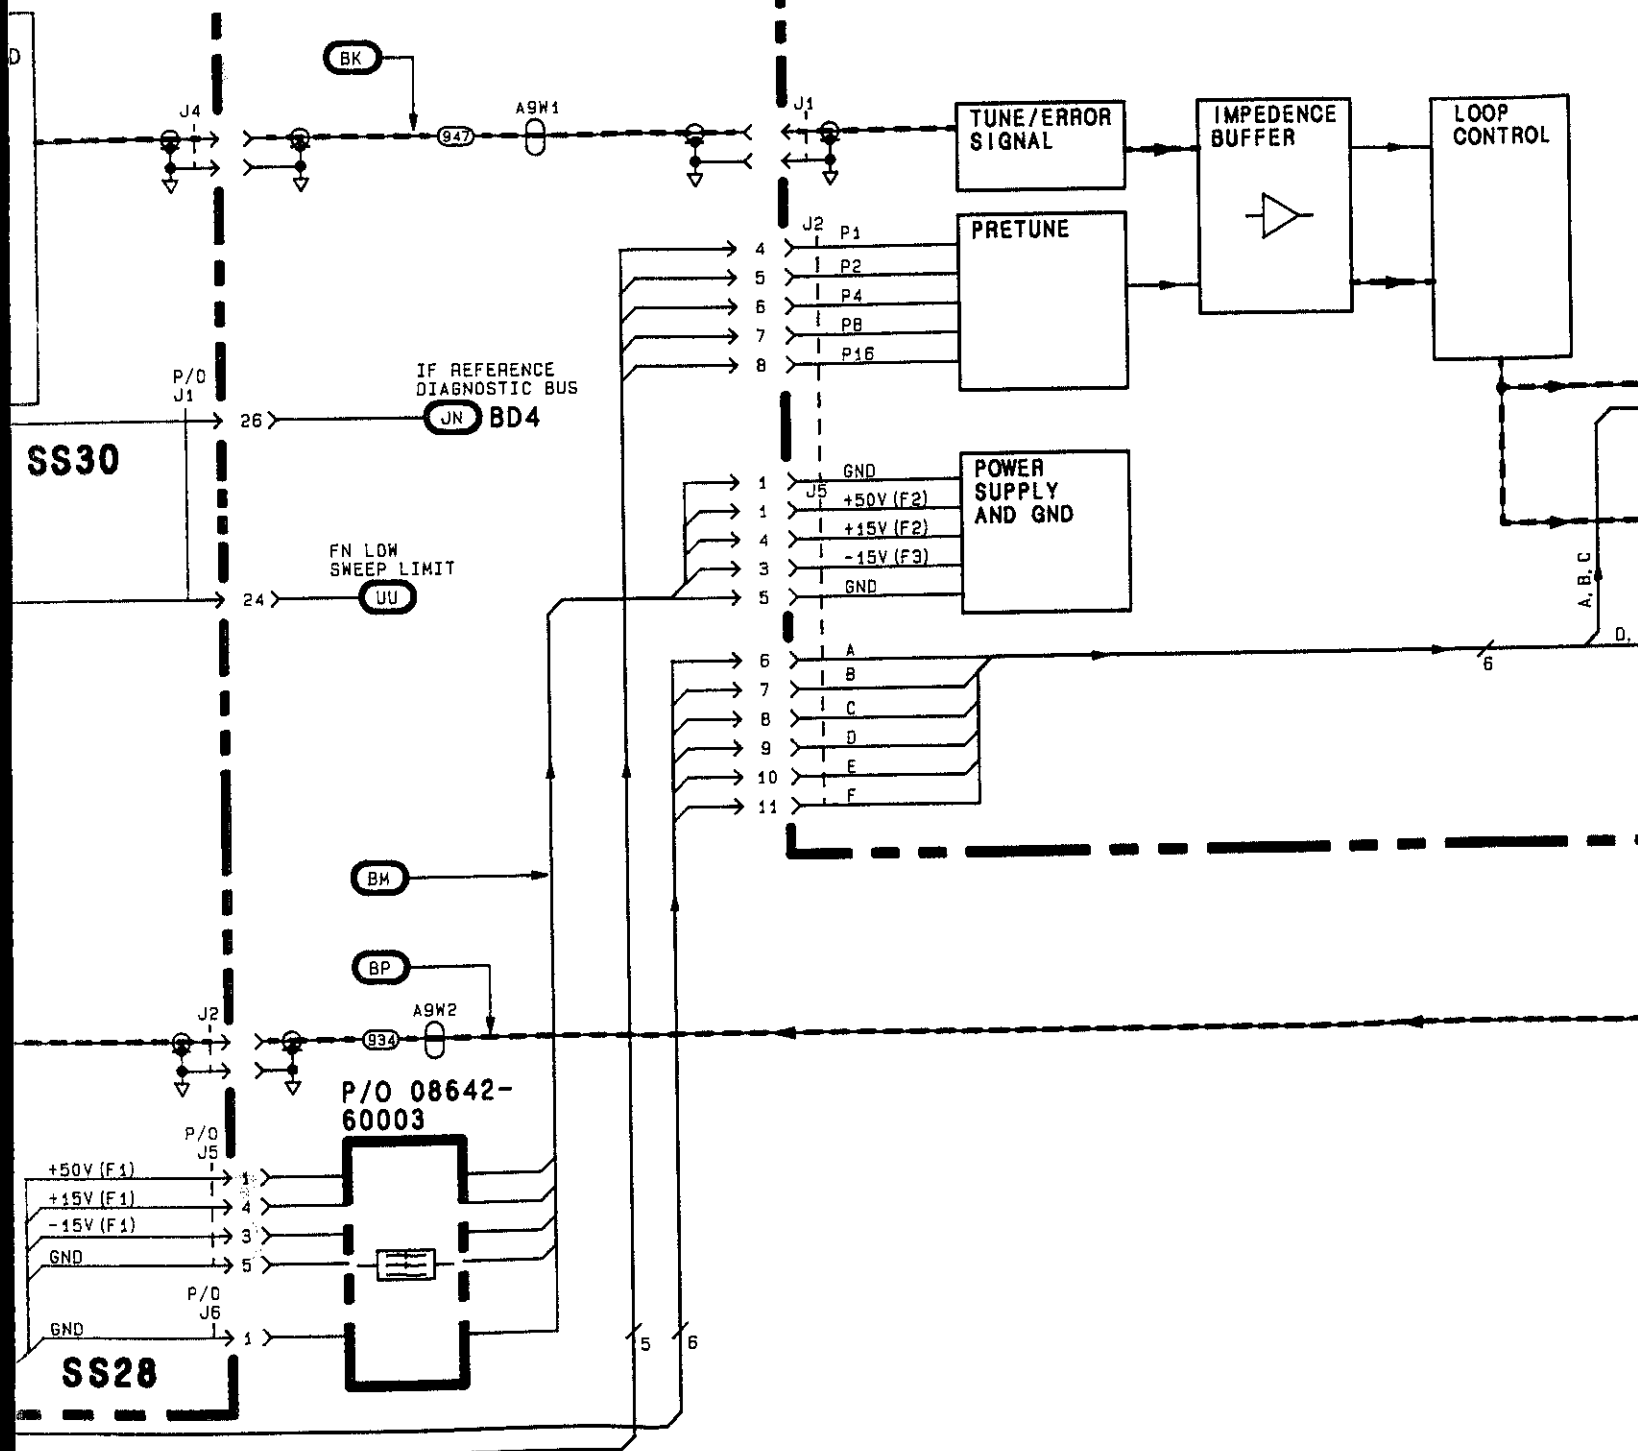 D
BK
J4
947
A9W1
J1
TUNE/ERROR
SIGNAL
IMPEDENCE
BUFFER
LOOP
CONTROL
J2
4
P1
5
P2
6
P4
7
P8
8
P16
PRETUNE
P/O
J1
26
IF REFERENCE
DIAGNOSTIC BUS
JN
BD4
SS30
1
GND
J5
1
+50V(F2)
4
+15V(F2)
3
-15V(F3)
5
GND
POWER
SUPPLY
AND GND
FN LOW
SWEEP LIMIT
24
UU
A,B,C
D,
6
6
A
7
B
8
C
9
D
10
E
11
F
BM
BP
J2
934
A9W2
P/O 08642-
60003
P/O
J5
+50V(F1)
1
+15V(F1)
4
-15V(F1)
3
GND
5
P/O
J6
GND
1
5
6
SS28